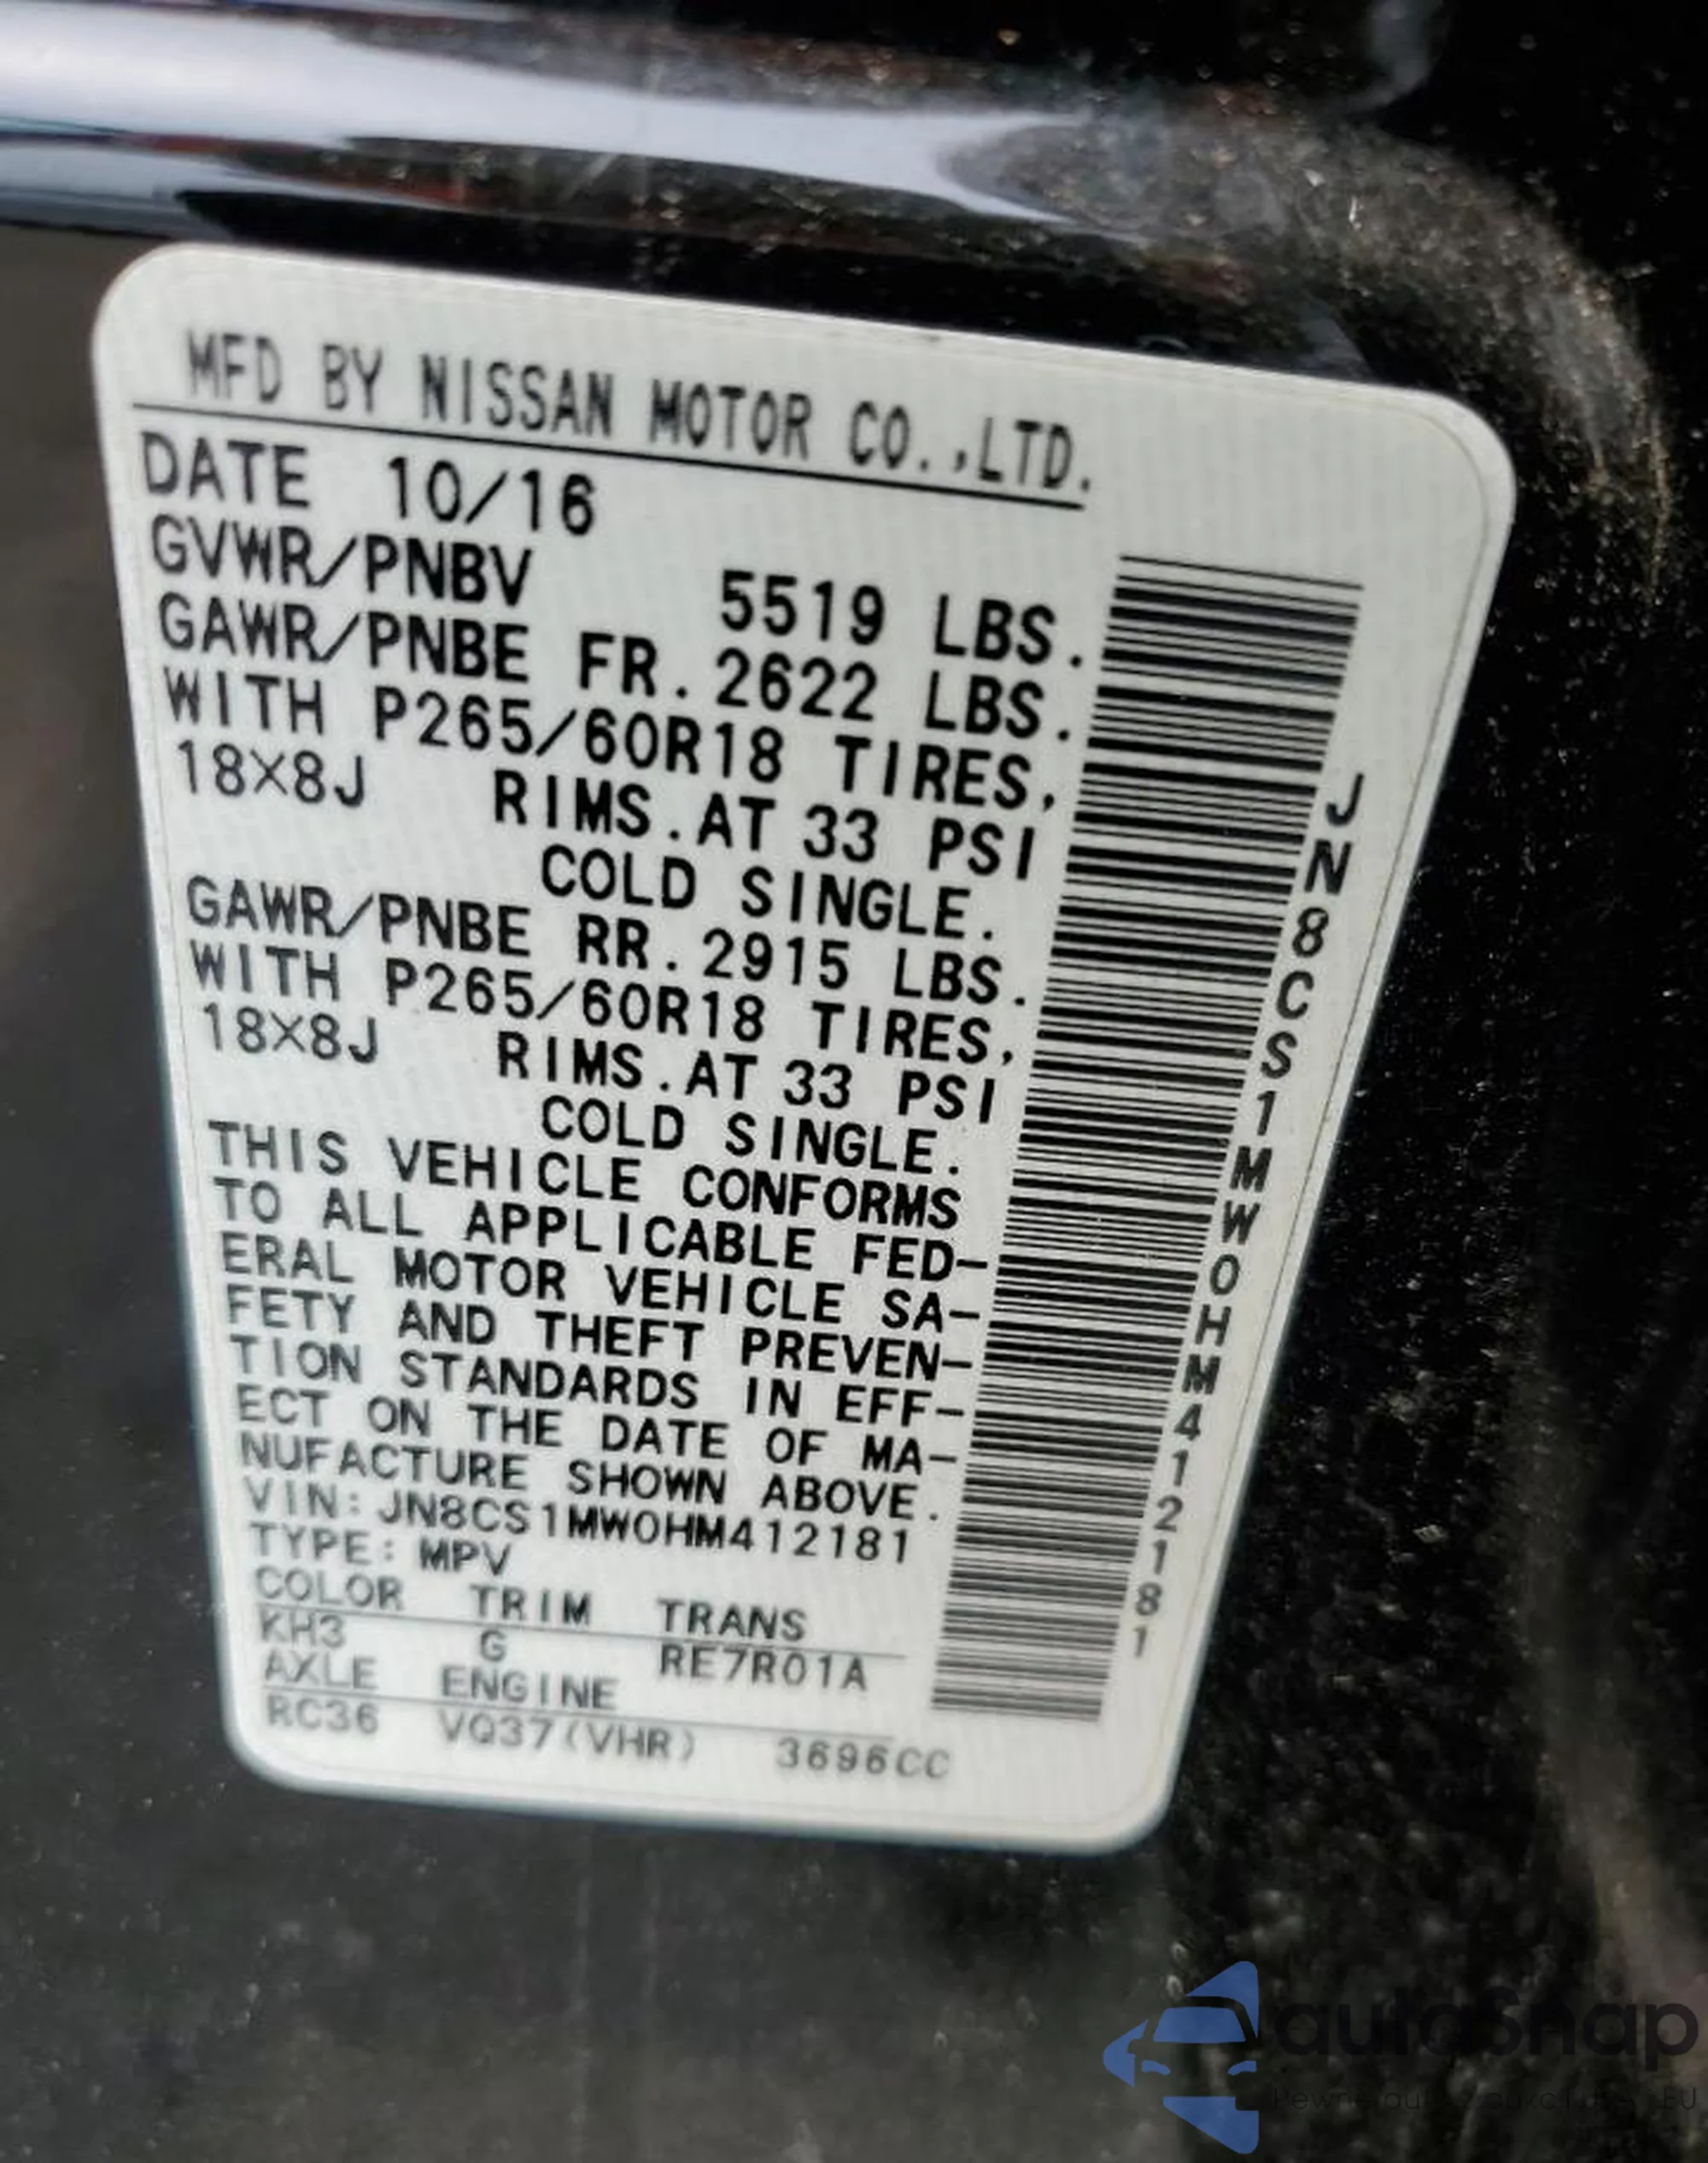 MFD BY NISSAN MOTOR CO.,LTD.
DATE 10/16
GVWR/PNBV 5519 LBS.
GAWR/PNBE FR.2622 LBS.
WITH P265/60R18 TIRES,
18X8J RIMS.AT 33 PSI
COLD SINGLE.
GAWR/PNBE RR.2915 LBS.
WITH P265/60R18 TIRES,
18X8J RIMS.AT 33 PSI
COLD SINGLE.
THIS VEHICLE CONFORMS
TO ALL APPLICABLE FED-
ERAL MOTOR VEHICLE SA-
FETY AND THEFT PREVEN-
TION STANDARDS IN EFF-
ECT ON THE DATE OF MA-
NUFACTURE SHOWN ABOVE.
VIN: JN8CS1MW0HM412181
TYPE: MPV
COLOR TRIM TRANS
KH3 G RE7R01A
AXLE ENGINE
RC36 VQ37(VHR) 3696CC
JN8CS1MW0HM412181
autoSnap